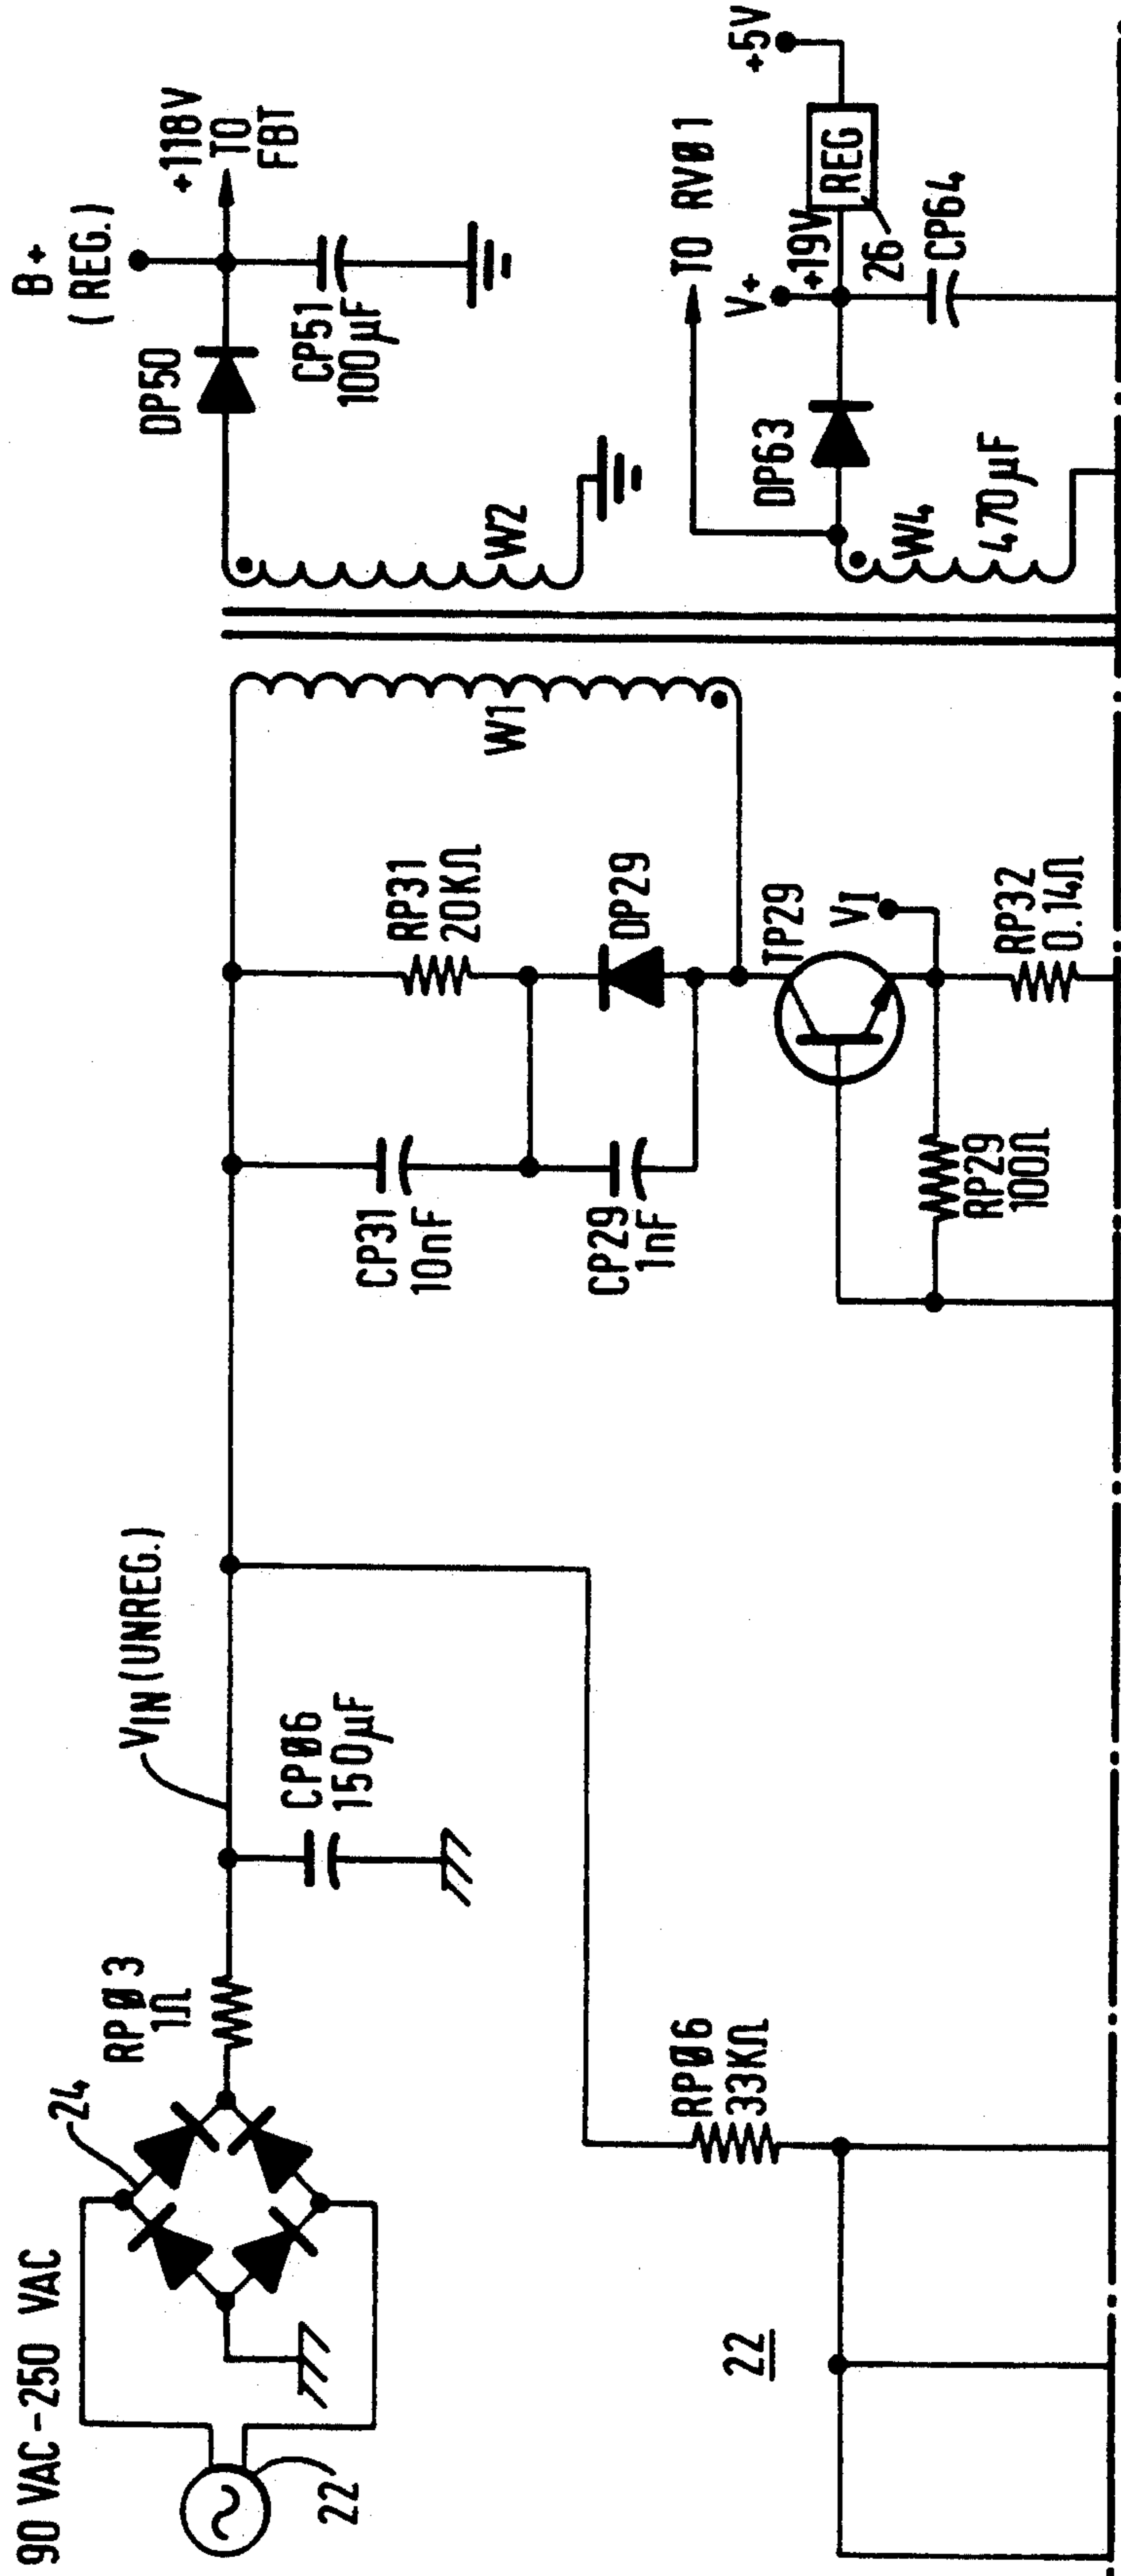 90 VAC-250 VAC
22
24
RPØ3
1Ω
VIN (UNREG.)
CPØ6
150µF
RPØ6
33KΩ
22
CP31
10nF
RP31
20KΩ
CP29
1nF
DP29
W1
TP29
VI
RP29
100Ω
RP32
0.14Ω
B+
(REG.)
DP50
+118V
TO
FBT
CP51
100µF
W2
TO RVØ1
DP63
V+
+19V
REG
+5V
26
CP64
W4
470µF